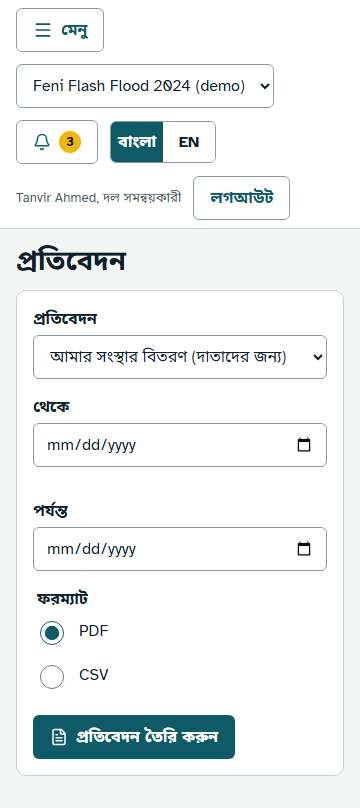 মেনু
Feni Flash Flood 2024 (demo)
3
বাংলা EN
Tanvir Ahmed, দল সমন্বয়কারী লগআউট
প্রতিবেদন
প্রতিবেদন
আমার সংস্থার বিতরণ (দাতাদের জন্য)
থেকে
mm/dd/yyyy
পর্যন্ত
mm/dd/yyyy
ফরম্যাট
PDF
CSV
প্রতিবেদন তৈরি করুন